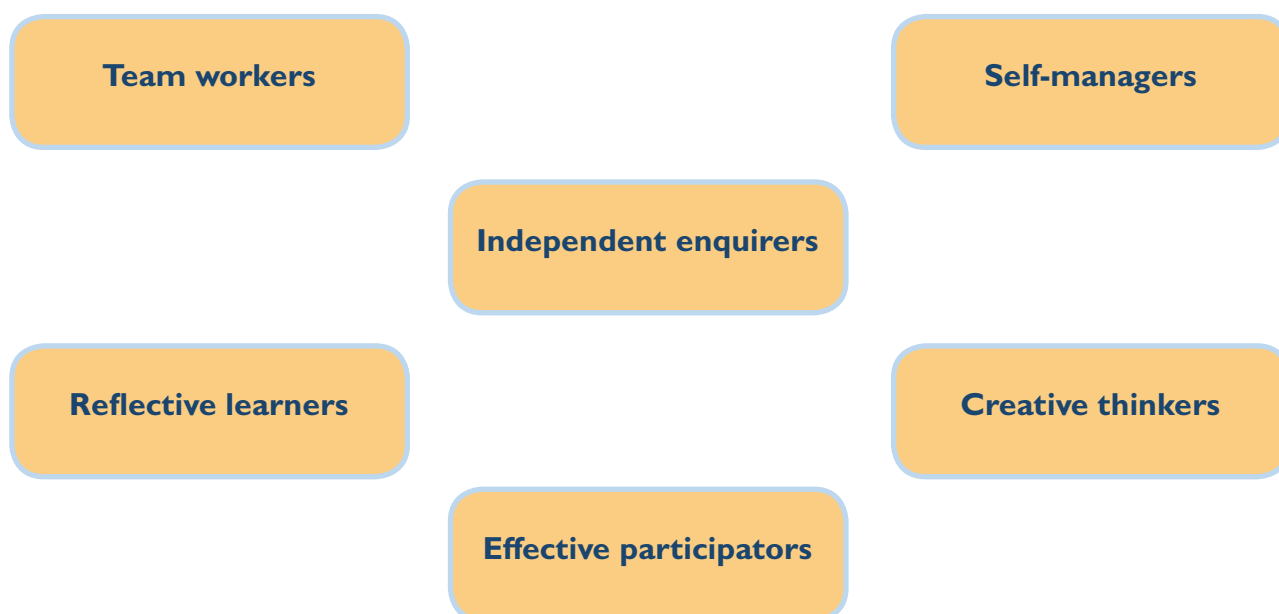 Team workers
Self-managers
Independent enquirers
Reflective learners
Creative thinkers
Effective participators